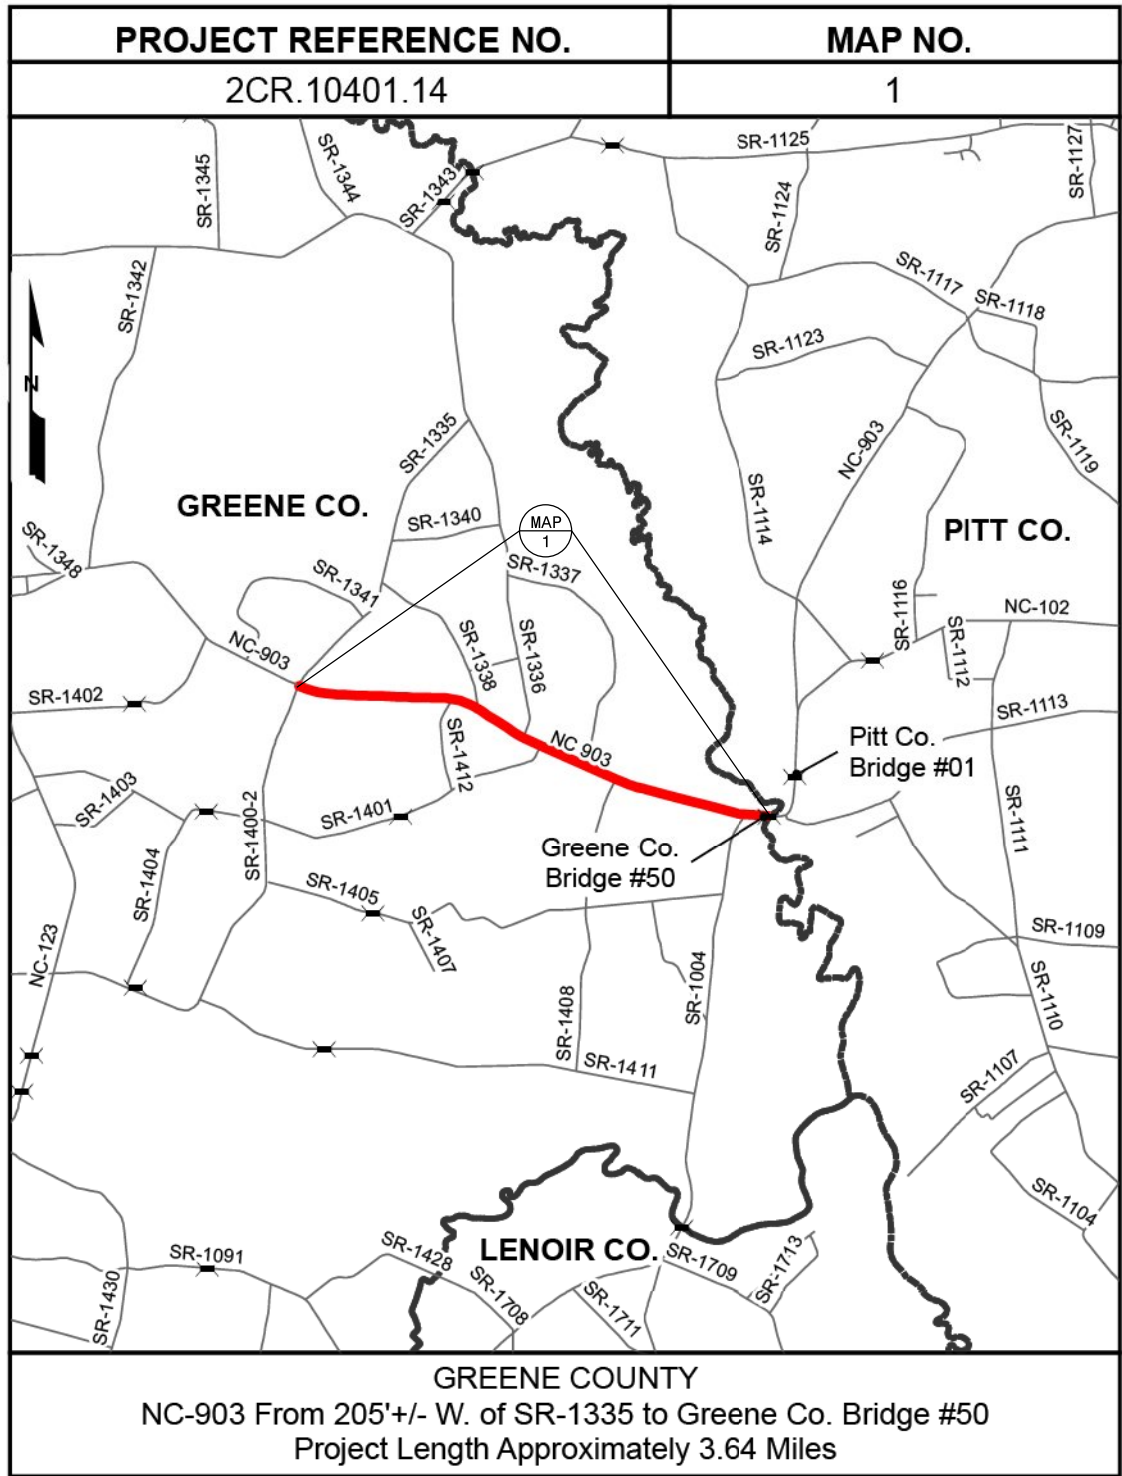 PROJECT REFERENCE NO.
MAP NO.
2CR.10401.14
1
SR-1345
SR-1344
SR-1343
SR-1125
SR-1127
SR-1124
SR-1342
SR-1117
SR-1118
SR-1123
N
SR-1335
NC-903
SR-1119
GREENE CO.
SR-1340
MAP
1
SR-1114
PITT CO.
SR-1348
SR-1337
SR-1341
SR-1116
NC-102
NC-903
SR-1338
SR-1336
SR-1112
SR-1402
SR-1113
NC 903
SR-1412
Pitt Co.
Bridge #01
SR-1403
SR-1400-2
SR-1401
SR-1111
Greene Co.
Bridge #50
SR-1404
SR-1405
SR-1407
SR-1109
NC-123
SR-1004
SR-1110
SR-1408
SR-1411
SR-1107
SR-1104
SR-1091
SR-1430
SR-1428
LENOIR CO.
SR-1708
SR-1709
SR-1713
SR-1711
GREENE COUNTY
NC-903 From 205'+/- W. of SR-1335 to Greene Co. Bridge #50
Project Length Approximately 3.64 Miles